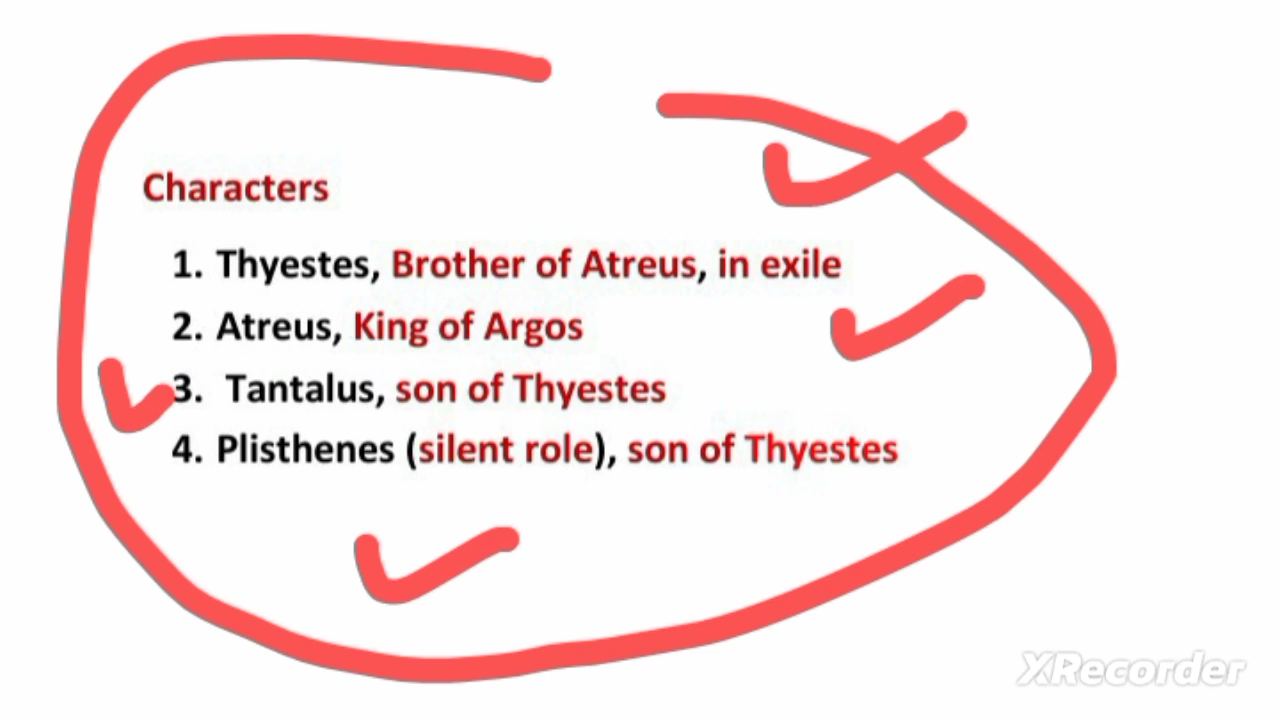 Characters
1. Thyestes, Brother of Atreus, in exile
2. Atreus, King of Argos
3. Tantalus, son of Thyestes
4. Plisthenes (silent role), son of Thyestes
XRecorder